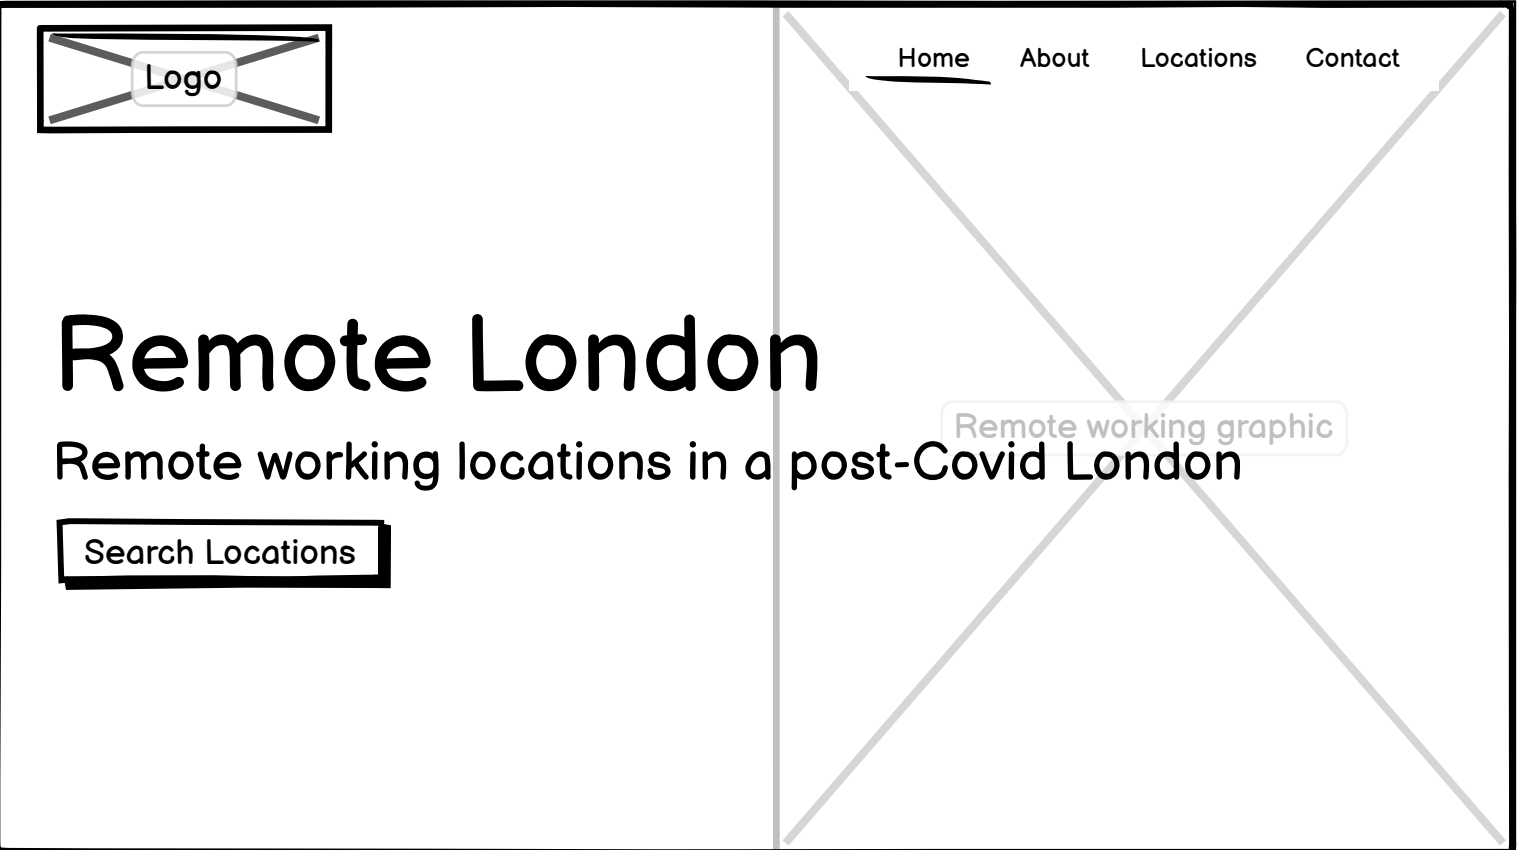 Logo
Home About Locations Contact
Remote London
Remote working graphic
Remote working locations in a post-Covid London
Search Locations